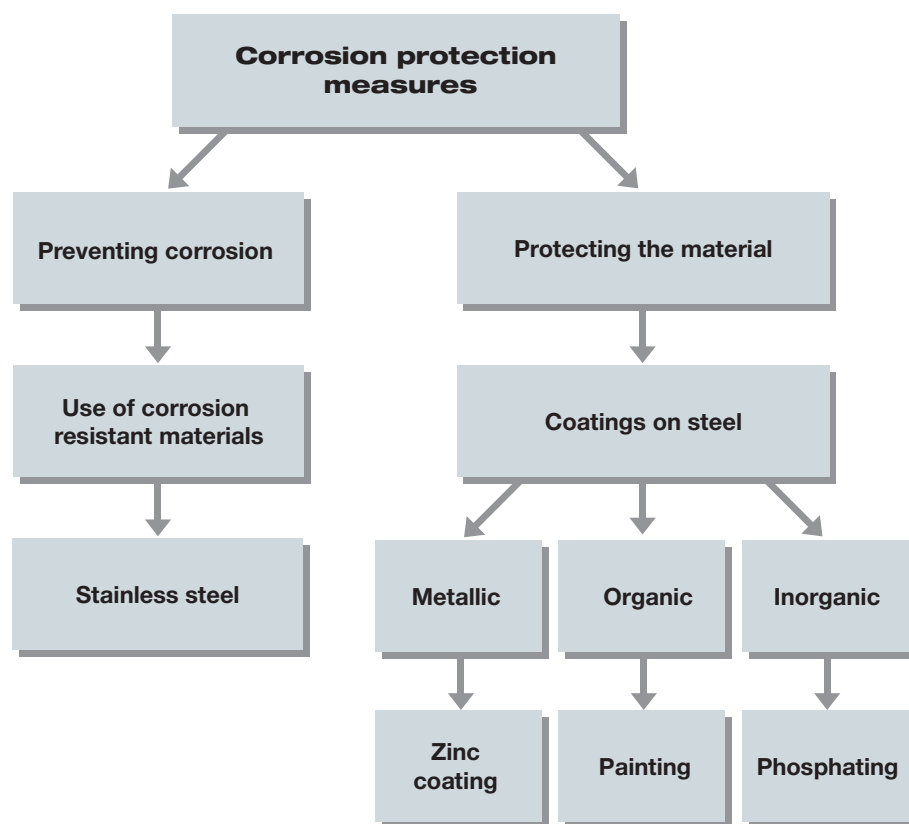 Corrosion protection
measures
Preventing corrosion
Protecting the material
Use of corrosion
resistant materials
Coatings on steel
Stainless steel
Metallic
Organic
Inorganic
Zinc
coating
Painting
Phosphating